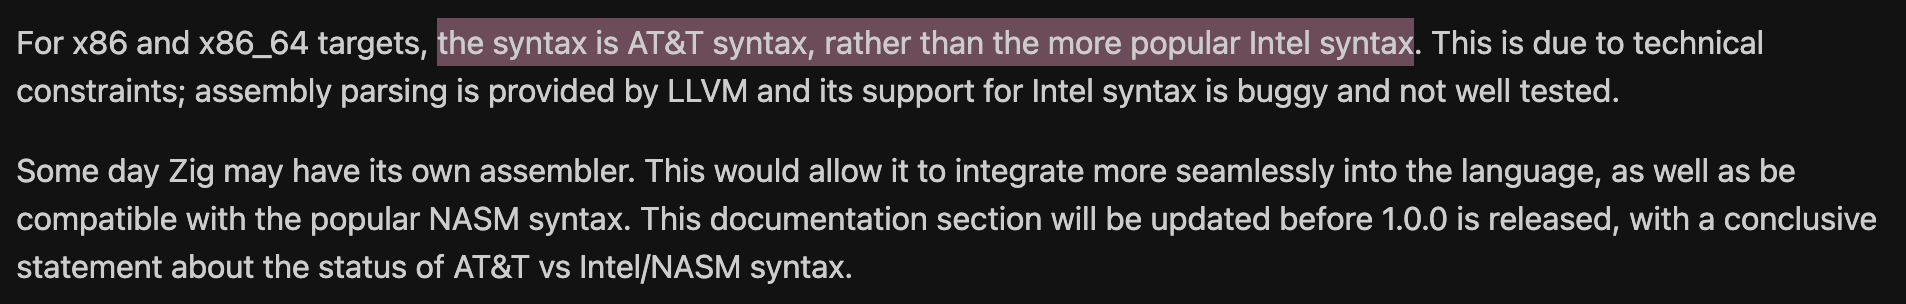 For x86 and x86_64 targets, the syntax is AT&T syntax, rather than the more popular Intel syntax. This is due to technical
constraints; assembly parsing is provided by LLVM and its support for Intel syntax is buggy and not well tested.
Some day Zig may have its own assembler. This would allow it to integrate more seamlessly into the language, as well as be
compatible with the popular NASM syntax. This documentation section will be updated before 1.0.0 is released, with a conclusive
statement about the status of AT&T vs Intel/NASM syntax.